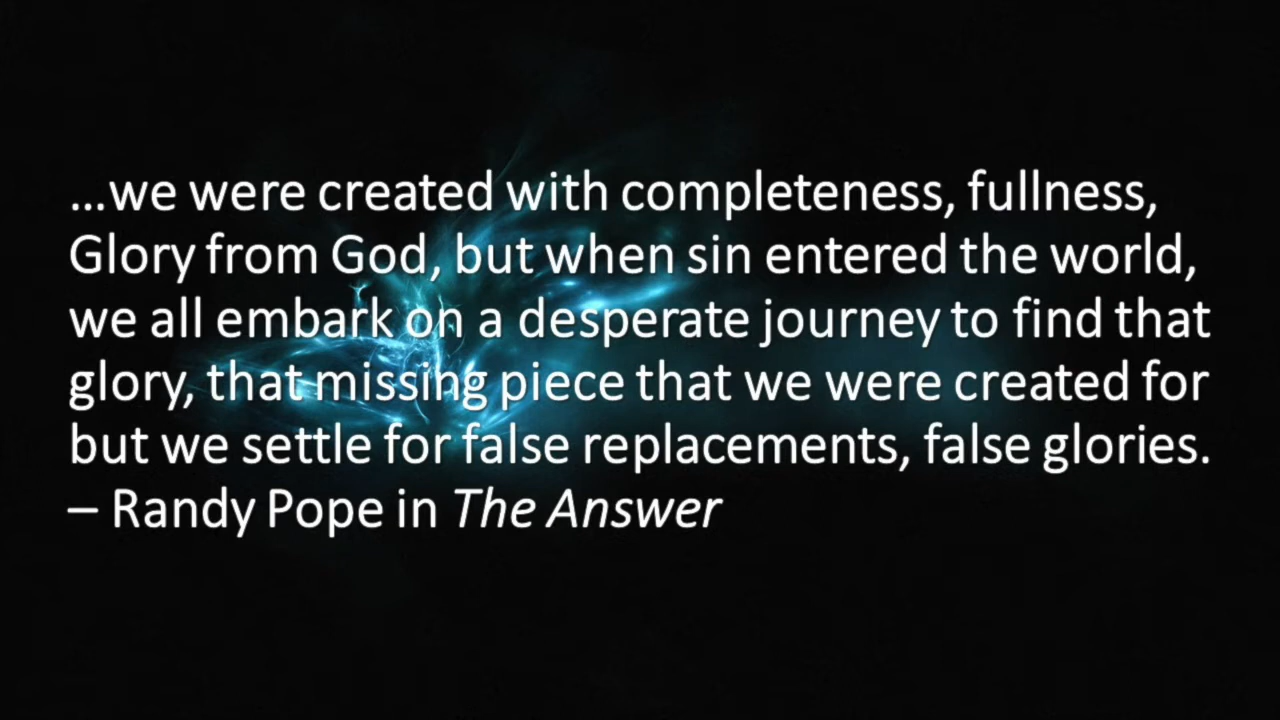 …we were created with completeness, fullness,
Glory from God, but when sin entered the world,
we all embark on a desperate journey to find that
glory, that missing piece that we were created for
but we settle for false replacements, false glories.
– Randy Pope in The Answer